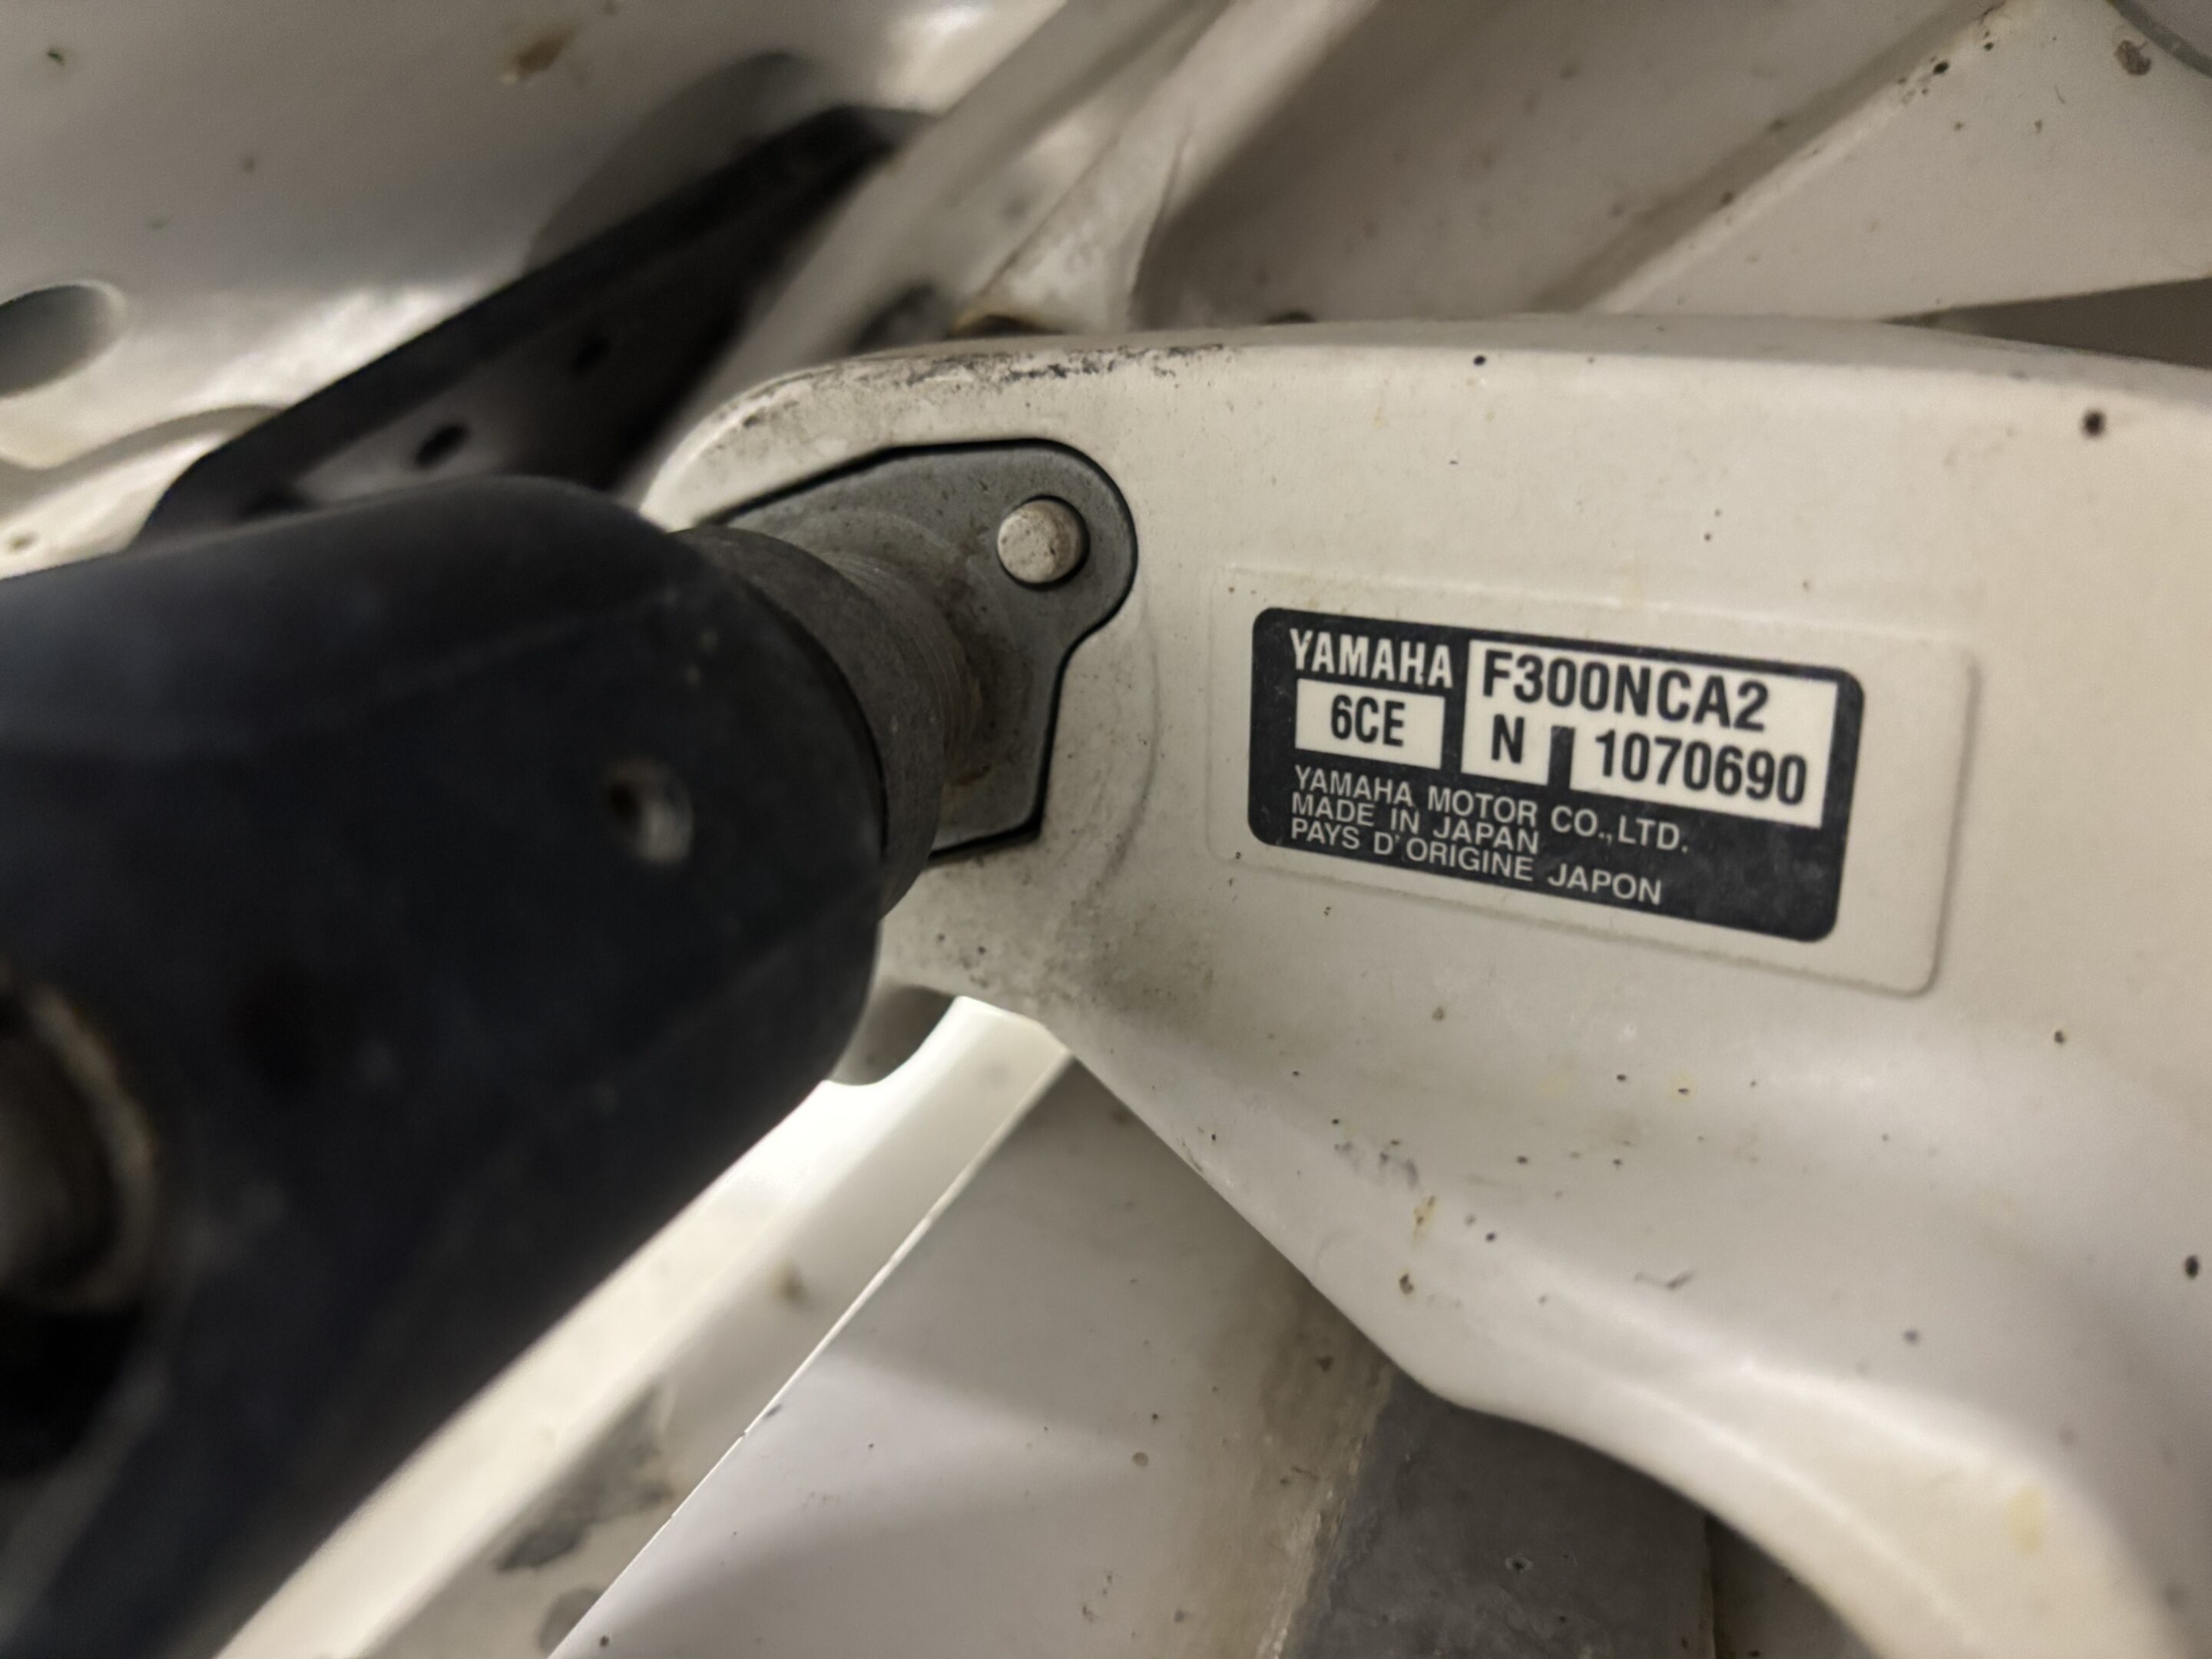 YAMAHA F300NCA2
6CE N 1070690
YAMAHA MOTOR CO.,LTD.
MADE IN JAPAN
PAYS D'ORIGINE JAPON